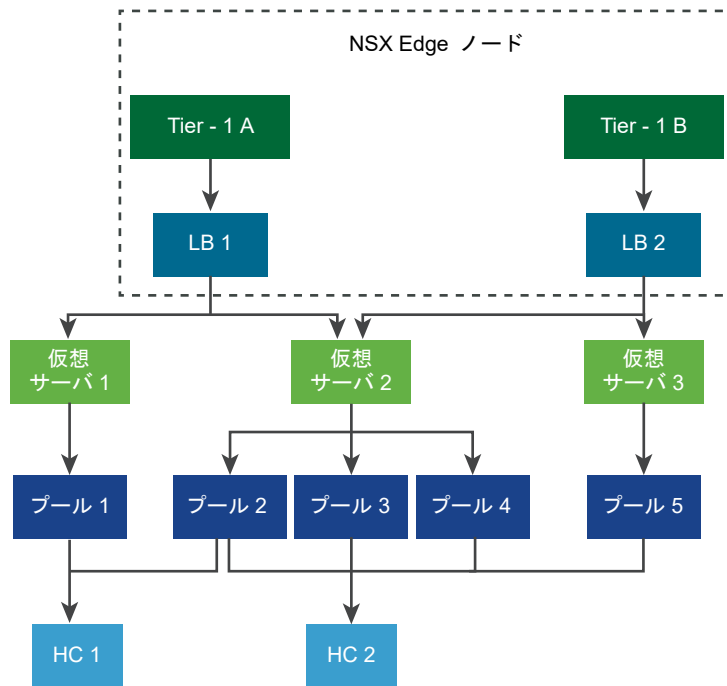 NSX Edge ノード
Tier - 1 A
Tier - 1 B
LB 1
LB 2
仮想
サーバ 1
仮想
サーバ 2
仮想
サーバ 3
プール 1
プール 2
プール 3
プール 4
プール 5
HC 1
HC 2